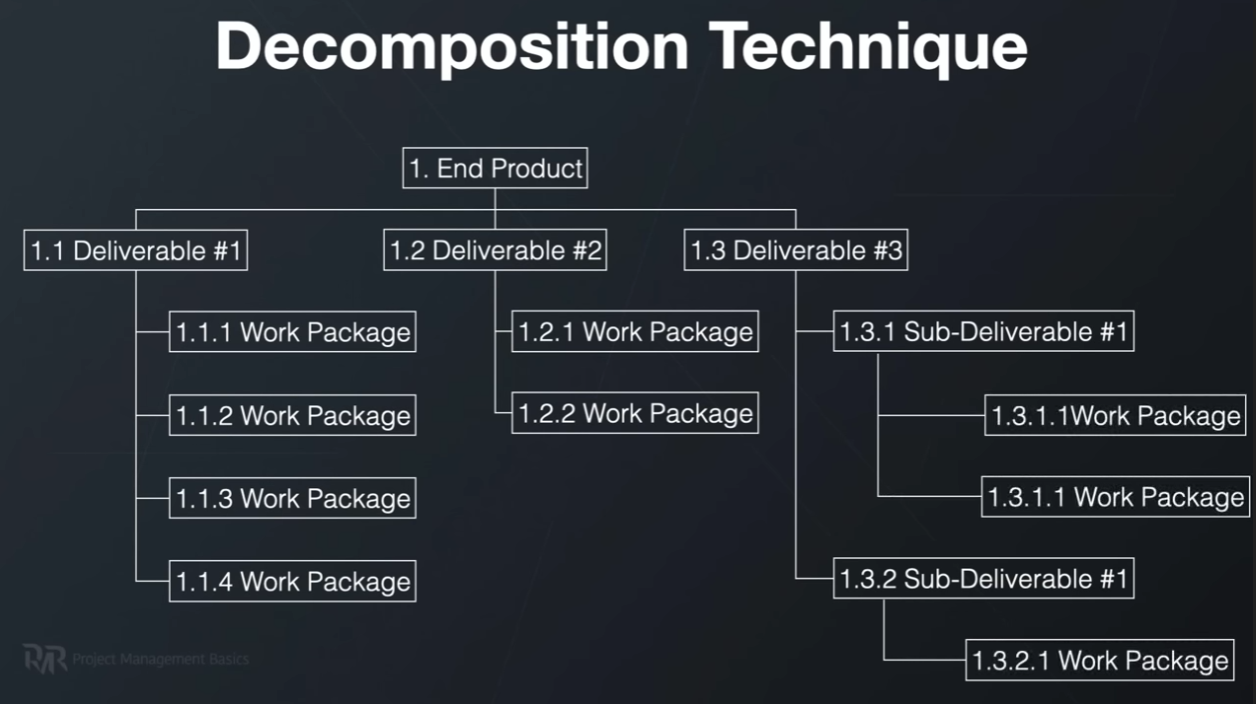 Decomposition Technique
1. End Product
1.1 Deliverable #1
1.2 Deliverable #2
1.3 Deliverable #3
1.1.1 Work Package
1.2.1 Work Package
1.3.1 Sub-Deliverable #1
1.1.2 Work Package
1.2.2 Work Package
1.3.1.1Work Package
1.1.3 Work Package
1.3.1.1 Work Package
1.1.4 Work Package
1.3.2 Sub-Deliverable #1
Project Management Basics
1.3.2.1 Work Package